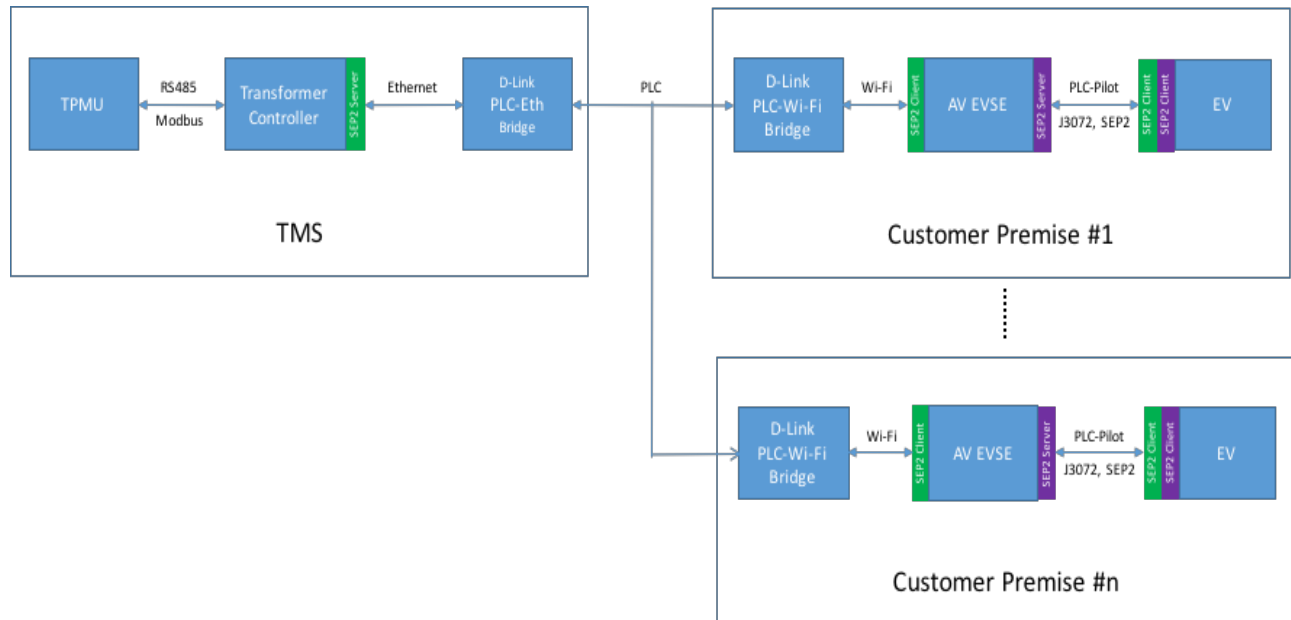 TPMU
RS485
Modbus
Transformer
Controller
SEP2 Server
Ethernet
D-Link
PLC-Eth
Bridge
TMS
PLC
D-Link
PLC-Wi-Fi
Bridge
Wi-Fi
SEP2 Client
AV EVSE
SEP2 Server
PLC-Pilot
J3072, SEP2
SEP2 Client
SEP2 Client
EV
Customer Premise #1
D-Link
PLC-Wi-Fi
Bridge
Wi-Fi
SEP2 Client
AV EVSE
SEP2 Server
PLC-Pilot
J3072, SEP2
SEP2 Client
SEP2 Client
EV
Customer Premise #n